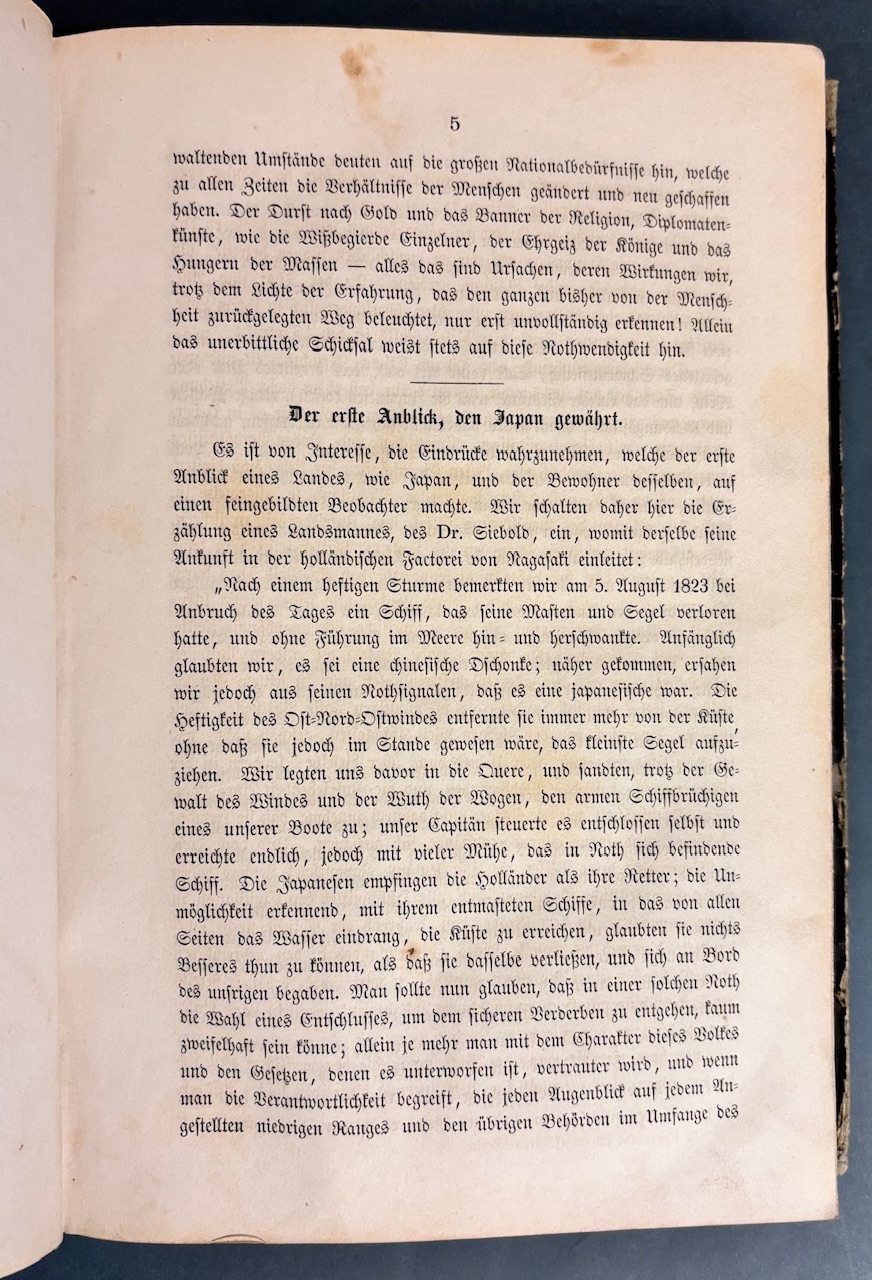 5
waltenden Umstände deuten auf die großen Nationalbedürfnisse hin, welche
zu allen Zeiten die Verhältnisse der Menschen geändert und neu geschaffen
haben. Der Durst nach Gold und das Banner der Religion, Diplomaten-
künste, wie die Wißbegierde Einzelner, der Ehrgeiz der Könige und das
Hungern der Massen — alles das sind Ursachen, deren Wirkungen wir,
trotz dem Lichte der Erfahrung, das den ganzen bisher von der Mensch-
heit zurückgelegten Weg beleuchtet, nur erst unvollständig erkennen! Allein
das unerbittliche Schicksal weist stets auf diese Nothwendigkeit hin.
Der erste Anblick, den Japan gewährt.
Es ist von Interesse, die Eindrücke wahrzunehmen, welche der erste
Anblick eines Landes, wie Japan, und der Bewohner desselben, auf
einen feingebildten Beobachter machte. Wir schalten daher hier die Er-
zählung eines Landsmannes, des Dr. Siebold, ein, womit derselbe seine
Ankunft in der holländischen Factorei von Nagasaki einleitet:
„Nach einem heftigen Sturme bemerkten wir am 5. August 1823 bei
Anbruch des Tages ein Schiff, das seine Masten und Segel verloren
hatte, und ohne Führung im Meere hin- und herschwankte. Anfänglich
glaubten wir, es sei eine chinesische Dschonke; näher gekommen, ersahen
wir jedoch aus seinen Nothsignalen, daß es eine japanesische war. Die
Heftigkeit des Ost-Nord-Ostwindes entfernte sie immer mehr von der Küste,
ohne daß sie jedoch im Stande gewesen wäre, das kleinste Segel aufzu-
ziehen. Wir legten uns davor in die Quere, und sandten, trotz der Ge-
walt des Windes und der Wuth der Wogen, den armen Schiffbrüchigen
eines unserer Boote zu; unser Capitän steuerte es entschlossen selbst und
erreichte endlich, jedoch mit vieler Mühe, das in Noth sich befindende
Schiff. Die Japanesen empfingen die Holländer als ihre Retter; die Un-
möglichkeit erkennend, mit ihrem entmasteten Schiffe, in das von allen
Seiten das Wasser eindrang, die Küste zu erreichen, glaubten sie nichts
Besseres thun zu können, als daß sie dasselbe verließen, und sich an Bord
des unsrigen begaben. Man sollte nun glauben, daß in einer solchen Noth
die Wahl eines Entschlusses, um dem sicheren Verderben zu entgehen, kaum
zweifelhaft sein könne; allein je mehr man mit dem Charakter dieses Volkes
und den Gesetzen, denen es unterworfen ist, vertrauter wird, und wenn
man die Verantwortlichkeit begreift, die jeden Augenblick auf jedem An-
gestellten niedrigen Ranges und den übrigen Behörden im Umfange des